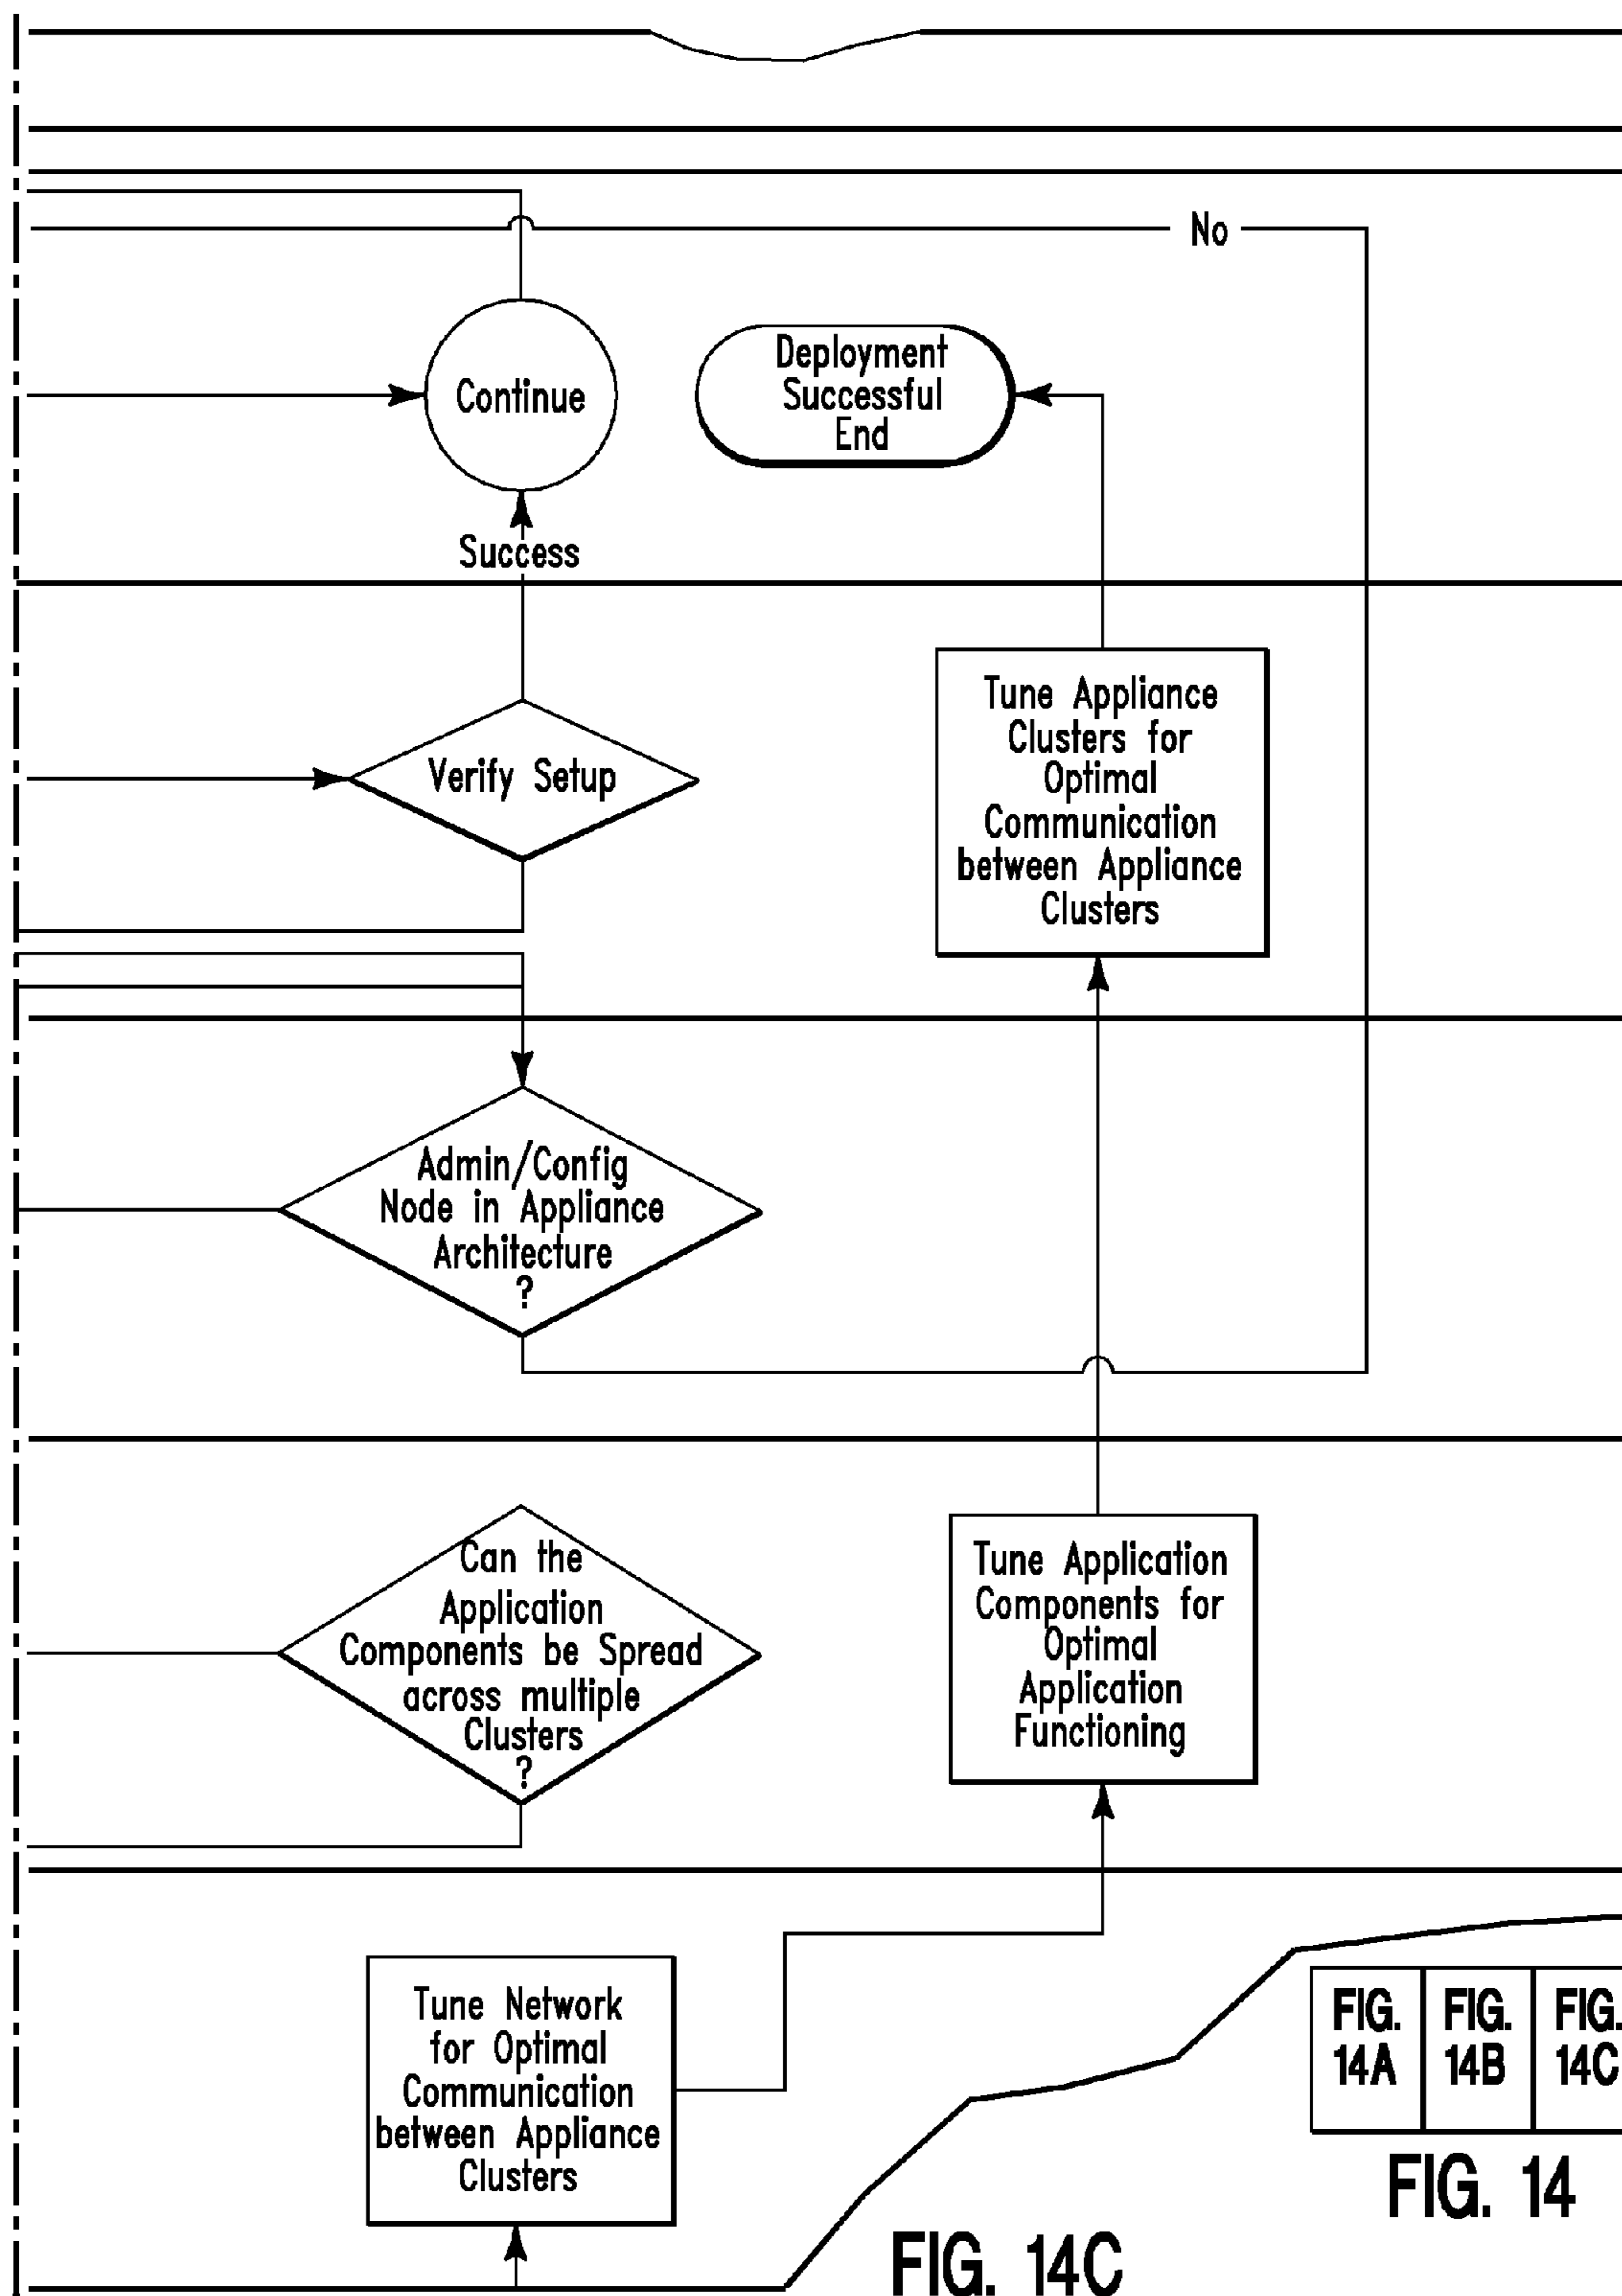 No
Continue
Deployment
Successful
End
Success
Verify Setup
Tune Appliance
Clusters for
Optimal
Communication
between Appliance
Clusters
Admin/Config
Node in Appliance
Architecture
?
Can the
Application
Components be Spread
across multiple
Clusters
?
Tune Application
Components for
Optimal
Application
Functioning
Tune Network
for Optimal
Communication
between Appliance
Clusters
FIG.
14A
FIG.
14B
FIG.
14C
FIG. 14
FIG. 14C